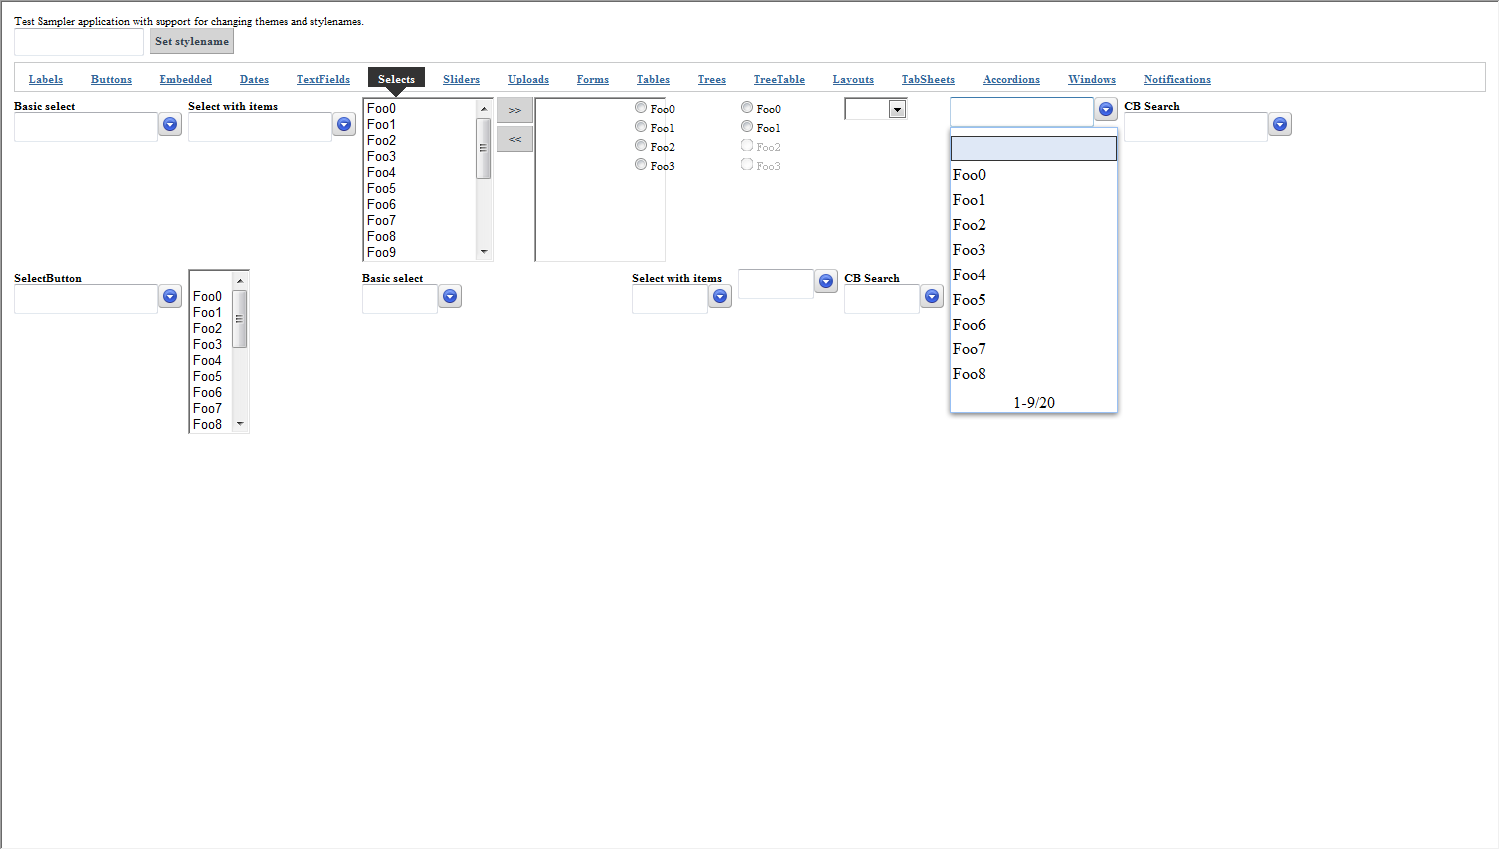 Test Sampler application with support for changing themes and stylenames.
Set stylename
Labels Buttons Embedded Dates TextFields Selects Sliders Uploads Forms Tables Trees TreeTable Layouts TabSheets Accordions Windows Notifications
Basic select
Select with items
Foo0
Foo1
Foo2
Foo3
Foo4
Foo5
Foo6
Foo7
Foo8
Foo9
>>
<<
Foo0
Foo1
Foo2
Foo3
Foo0
Foo1
Foo2
Foo3
CB Search
Foo0
Foo1
Foo2
Foo3
Foo4
Foo5
Foo6
Foo7
Foo8
1-9/20
SelectButton
Foo0
Foo1
Foo2
Foo3
Foo4
Foo5
Foo6
Foo7
Foo8
Basic select
Select with items
CB Search